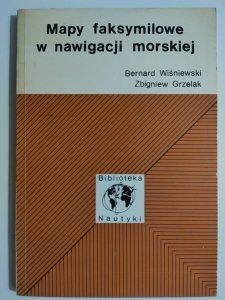 Mapy faksymilowe
w nawigacji morskiej
Bernard Wiśniewski
Zbigniew Grzelak
Biblioteka
Nautyki